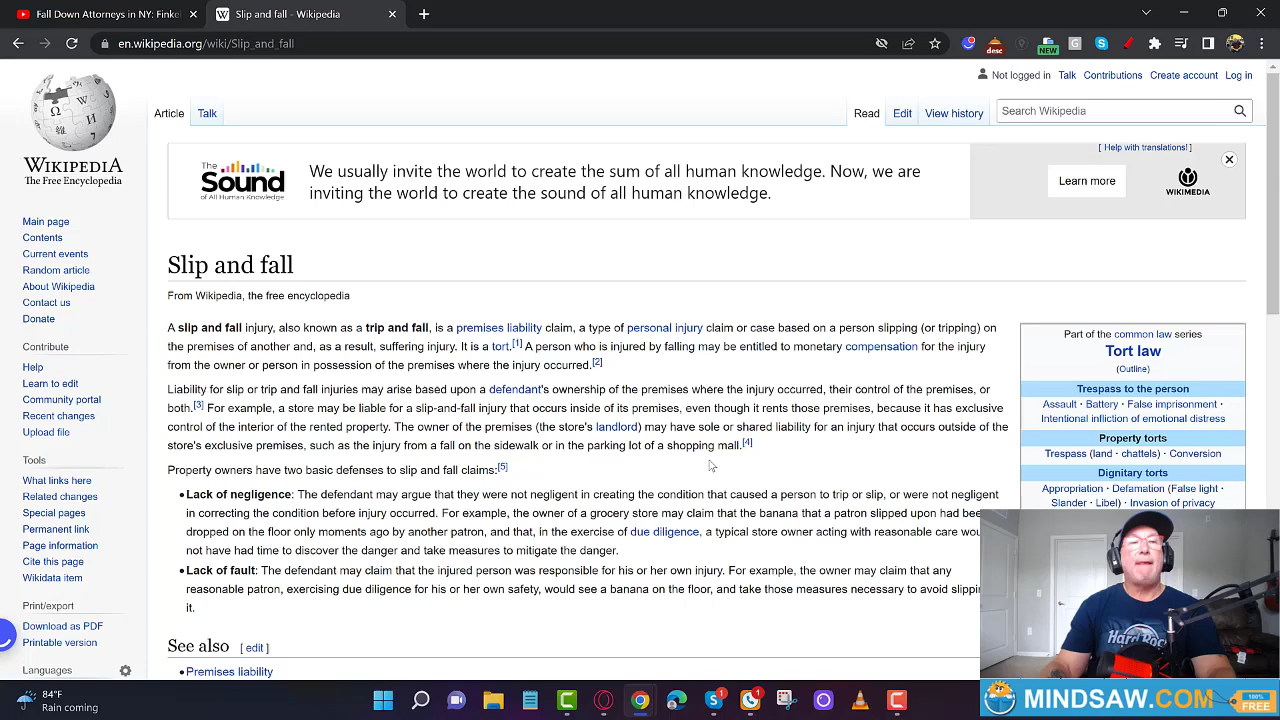 Fall Down Attorneys in NY: Finke
Slip and fall - Wikipedia
en.wikipedia.org/wiki/Slip_and_fall
desc
NEW
Not logged in Talk Contributions Create account Log in
Article Talk
Read Edit View history Search Wikipedia
WIKIPEDIA
The Free Encyclopedia
Main page
Contents
Current events
Random article
About Wikipedia
Contact us
Donate
Contribute
Help
Learn to edit
Community portal
Recent changes
Upload file
Tools
What links here
Related changes
Special pages
Permanent link
Page information
Cite this page
Wikidata item
Print/export
Download as PDF
Printable version
Languages
[ Help with translations! ]
The
Sound
of All Human Knowledge
We usually invite the world to create the sum of all human knowledge. Now, we are
inviting the world to create the sound of all human knowledge.
Learn more
WIKIMEDIA
Slip and fall
From Wikipedia, the free encyclopedia
A slip and fall injury, also known as a trip and fall, is a premises liability claim, a type of personal injury claim or case based on a person slipping (or tripping) on
the premises of another and, as a result, suffering injury. It is a tort.[1] A person who is injured by falling may be entitled to monetary compensation for the injury
from the owner or person in possession of the premises where the injury occurred.[2]
Liability for slip or trip and fall injuries may arise based upon a defendant's ownership of the premises where the injury occurred, their control of the premises, or
both.[3] For example, a store may be liable for a slip-and-fall injury that occurs inside of its premises, even though it rents those premises, because it has exclusive
control of the interior of the rented property. The owner of the premises (the store's landlord) may have sole or shared liability for an injury that occurs outside of the
store's exclusive premises, such as the injury from a fall on the sidewalk or in the parking lot of a shopping mall.[4]
Property owners have two basic defenses to slip and fall claims:[5]
• Lack of negligence: The defendant may argue that they were not negligent in creating the condition that caused a person to trip or slip, or were not negligent
in correcting the condition before injury occurred. For example, the owner of a grocery store may claim that the banana that a patron slipped upon had bee
dropped on the floor only moments ago by another patron, and that, in the exercise of due diligence, a typical store owner acting with reasonable care wou
not have had time to discover the danger and take measures to mitigate the danger.
• Lack of fault: The defendant may claim that the injured person was responsible for his or her own injury. For example, the owner may claim that any
reasonable patron, exercising due diligence for his or her own safety, would see a banana on the floor, and take those measures necessary to avoid slippin
it.
See also [ edit ]
• Premises liability
Part of the common law series
Tort law
(Outline)
Trespass to the person
Assault · Battery · False imprisonment ·
Intentional infliction of emotional distress
Property torts
Trespass (land · chattels) · Conversion
Dignitary torts
Appropriation · Defamation (False light ·
Slander · Libel) · Invasion of privacy
Hard Rock
MINDSAW.COM
100%
FREE
84°F
Rain coming